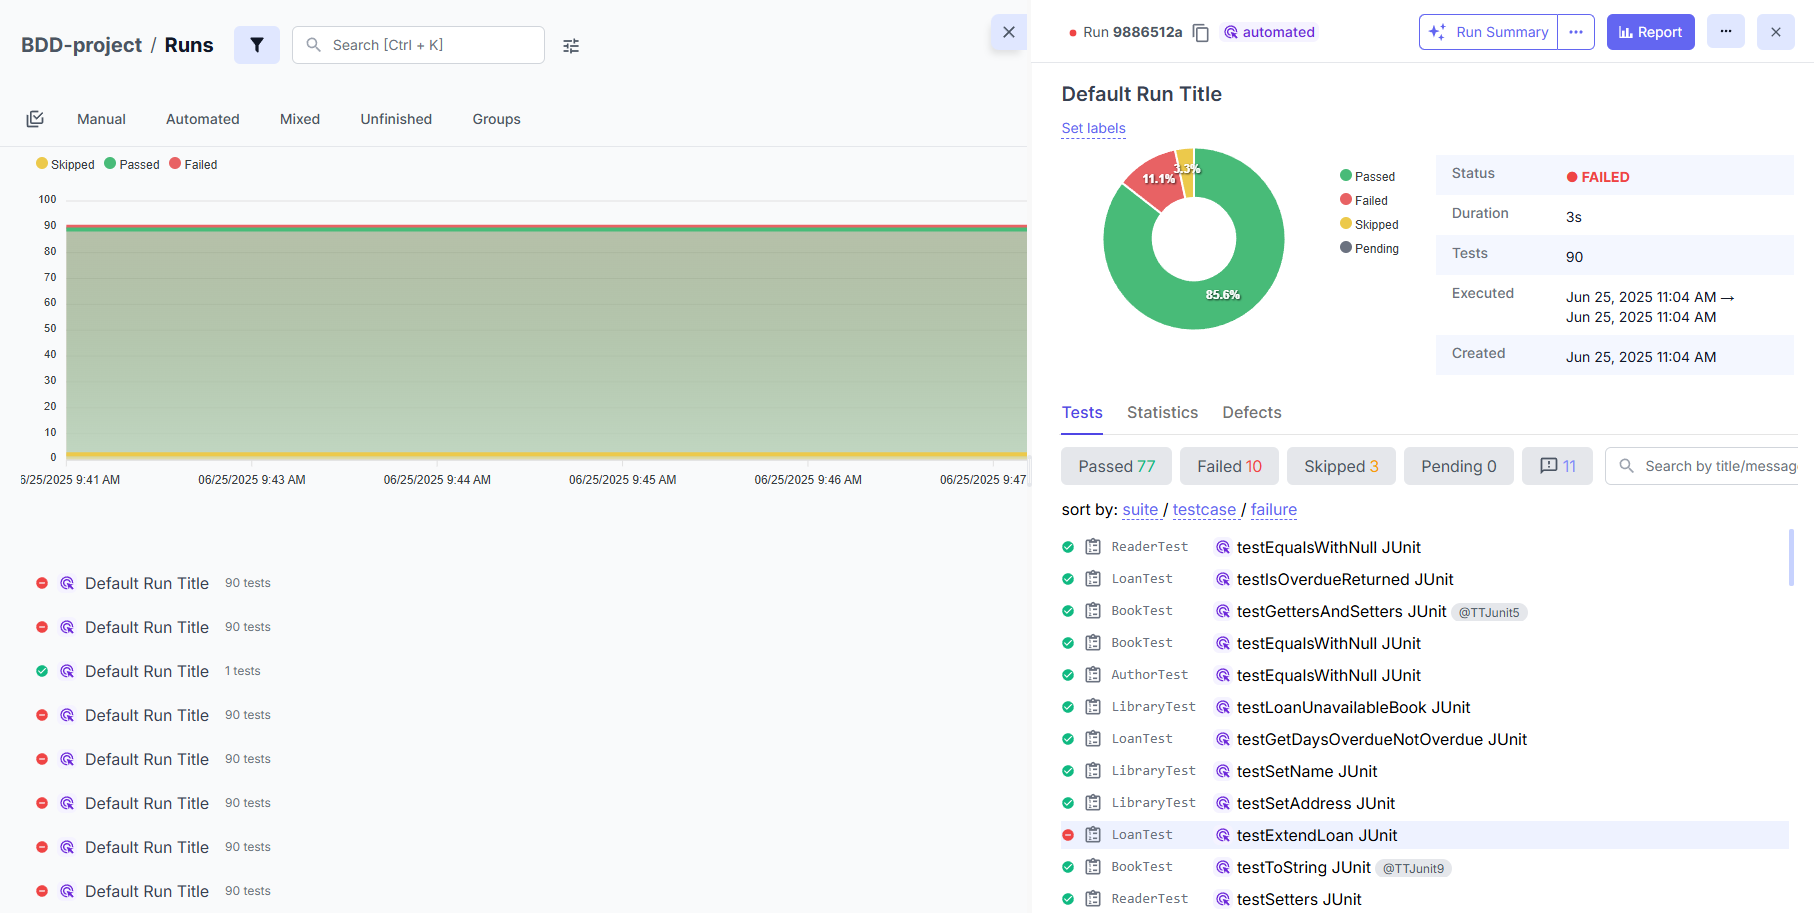 BDD-project / Runs
Search [Ctrl + K]
Manual
Automated
Mixed
Unfinished
Groups
Skipped
Passed
Failed
100
90
80
70
60
50
40
30
20
10
0
6/25/2025 9:41 AM
06/25/2025 9:43 AM
06/25/2025 9:44 AM
06/25/2025 9:45 AM
06/25/2025 9:46 AM
06/25/2025 9:47
Default Run Title 90 tests
Default Run Title 90 tests
Default Run Title 1 tests
Default Run Title 90 tests
Default Run Title 90 tests
Default Run Title 90 tests
Default Run Title 90 tests
Default Run Title 90 tests
Run 9886512a
automated
Run Summary
Report
Default Run Title
Set labels
3.3%
11.1%
85.6%
Passed
Failed
Skipped
Pending
Status FAILED
Duration 3s
Tests 90
Executed Jun 25, 2025 11:04 AM →
Jun 25, 2025 11:04 AM
Created Jun 25, 2025 11:04 AM
Tests
Statistics
Defects
Passed 77
Failed 10
Skipped 3
Pending 0
11
Search by title/messag
sort by: suite / testcase / failure
ReaderTest testEqualsWithNull JUnit
LoanTest testIsOverdueReturned JUnit
BookTest testGettersAndSetters JUnit @TTJunit5
BookTest testEqualsWithNull JUnit
AuthorTest testEqualsWithNull JUnit
LibraryTest testLoanUnavailableBook JUnit
LoanTest testGetDaysOverdueNotOverdue JUnit
LibraryTest testSetName JUnit
LibraryTest testSetAddress JUnit
LoanTest testExtendLoan JUnit
BookTest testToString JUnit @TTJunit9
ReaderTest testSetters JUnit